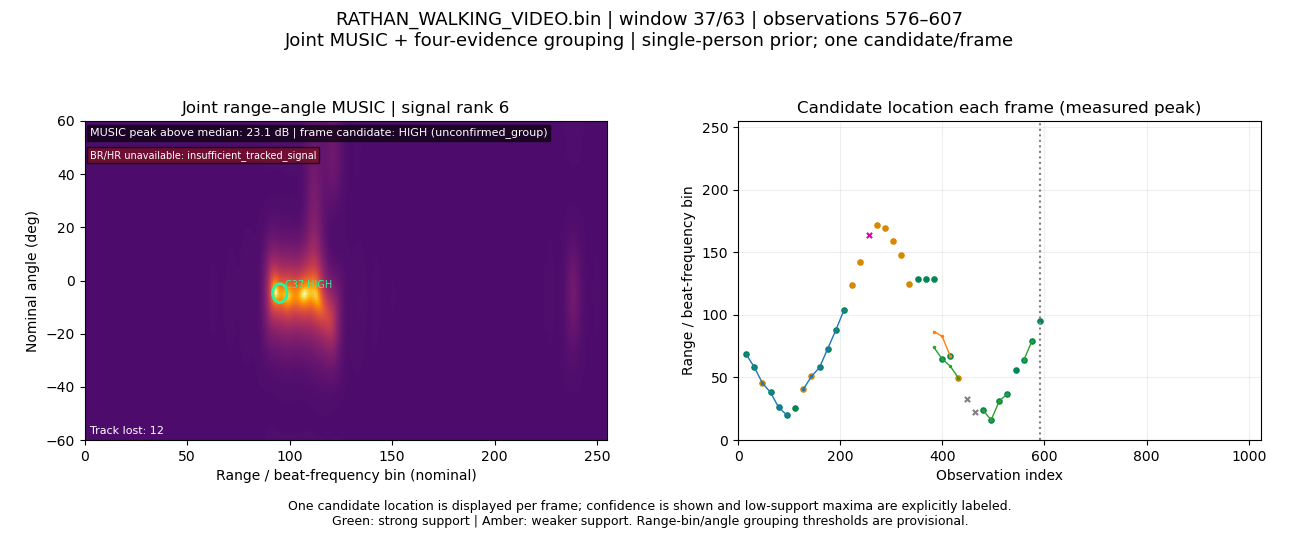 RATHAN_WALKING_VIDEO.bin | window 37/63 | observations 576–607
Joint MUSIC + four-evidence grouping | single-person prior; one candidate/frame
Joint range–angle MUSIC | signal rank 6
MUSIC peak above median: 23.1 dB | frame candidate: HIGH (unconfirmed_group)
BR/HR unavailable: insufficient_tracked_signal
C37 HIGH
Track lost: 12
60
40
20
0
−20
−40
−60
Nominal angle (deg)
0
50
100
150
200
250
Range / beat-frequency bin (nominal)
Candidate location each frame (measured peak)
250
200
150
100
50
0
Range / beat-frequency bin
0
200
400
600
800
1000
Observation index
One candidate location is displayed per frame; confidence is shown and low-support maxima are explicitly labeled.
Green: strong support | Amber: weaker support. Range-bin/angle grouping thresholds are provisional.